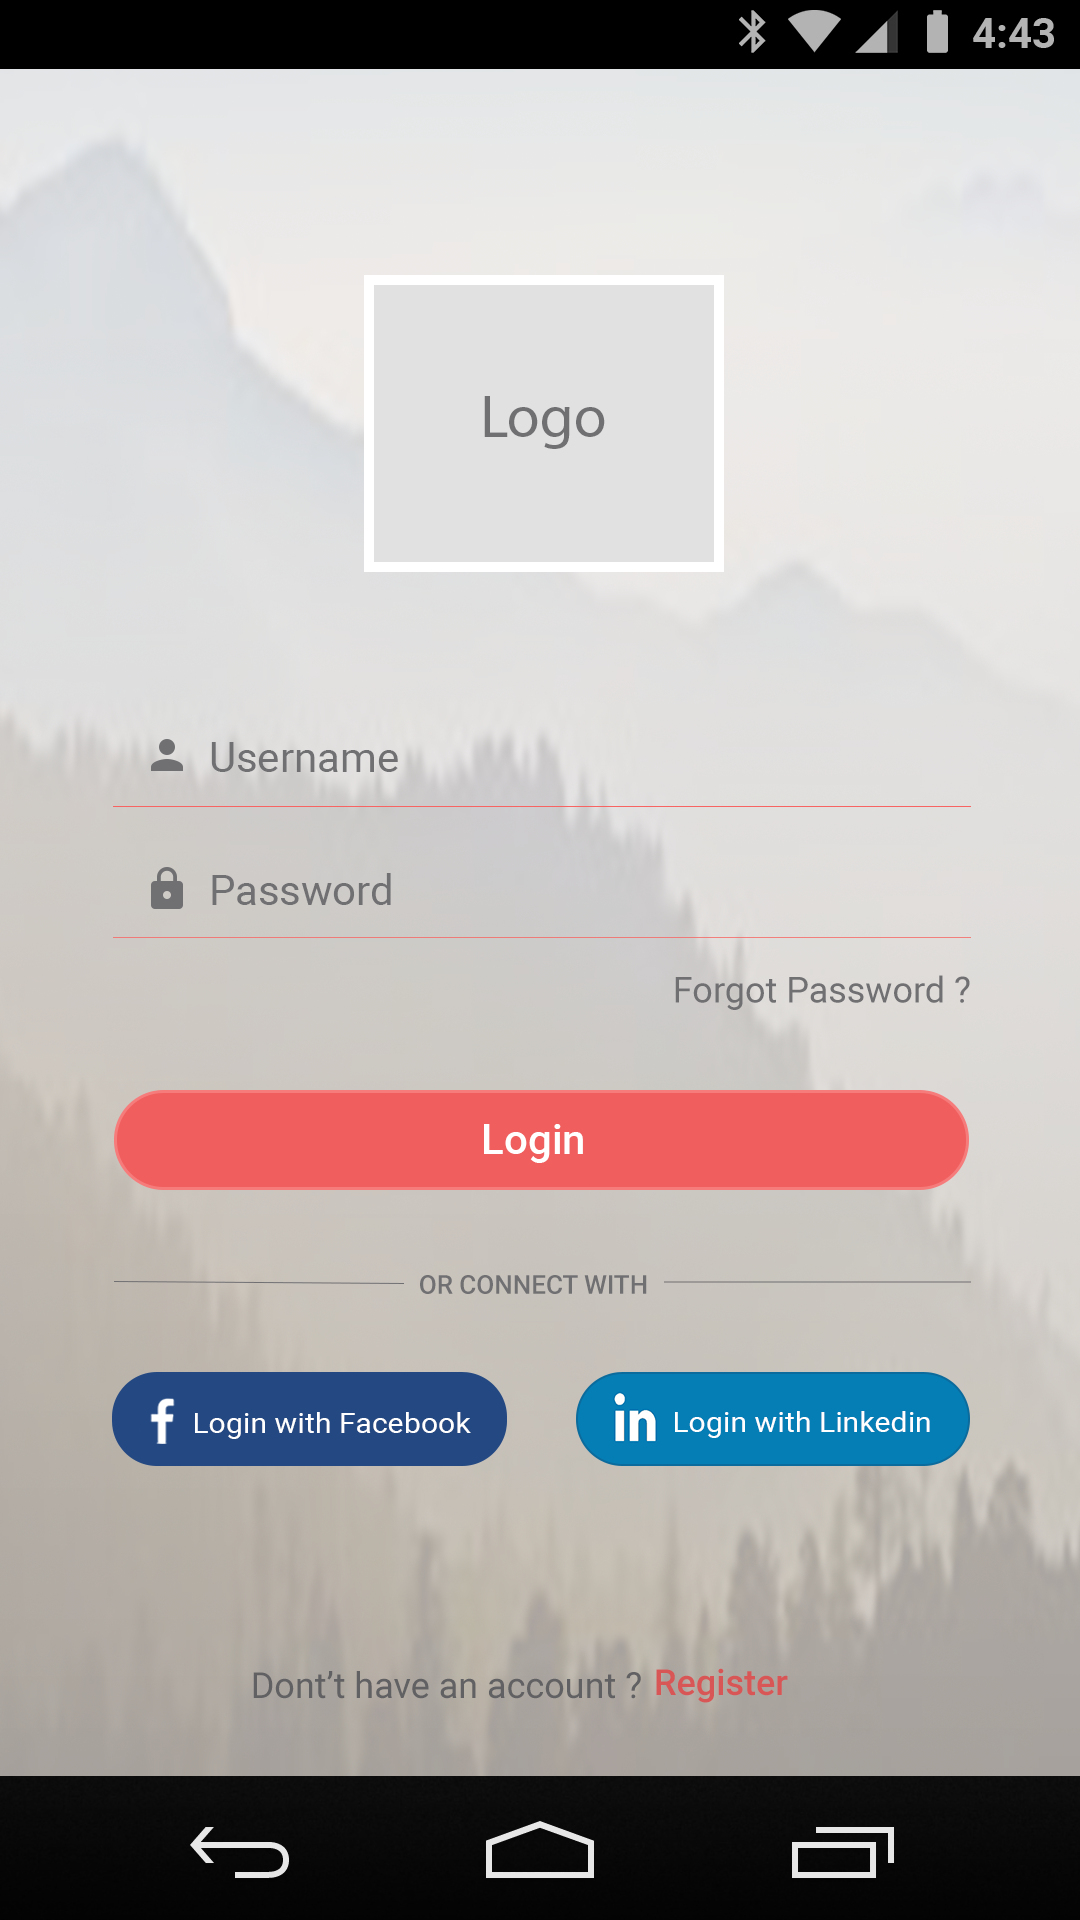 4:43
Logo
Username
Password
Forgot Password ?
Login
OR CONNECT WITH
f Login with Facebook
in Login with Linkedin
Dont’t have an account ? Register